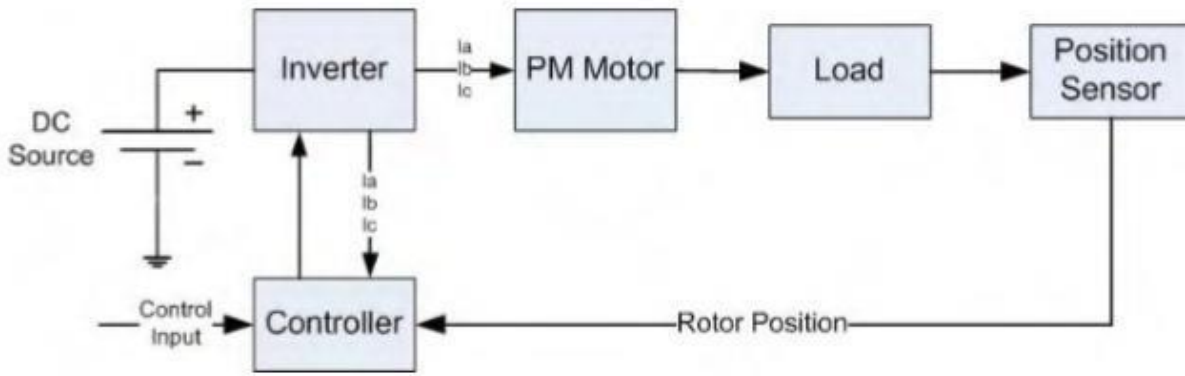 Inverter
Ia
Ib
Ic
PM Motor
Load
Position
Sensor
DC
Source
+
−
Ia
Ib
Ic
Control
Input
Controller
Rotor Position